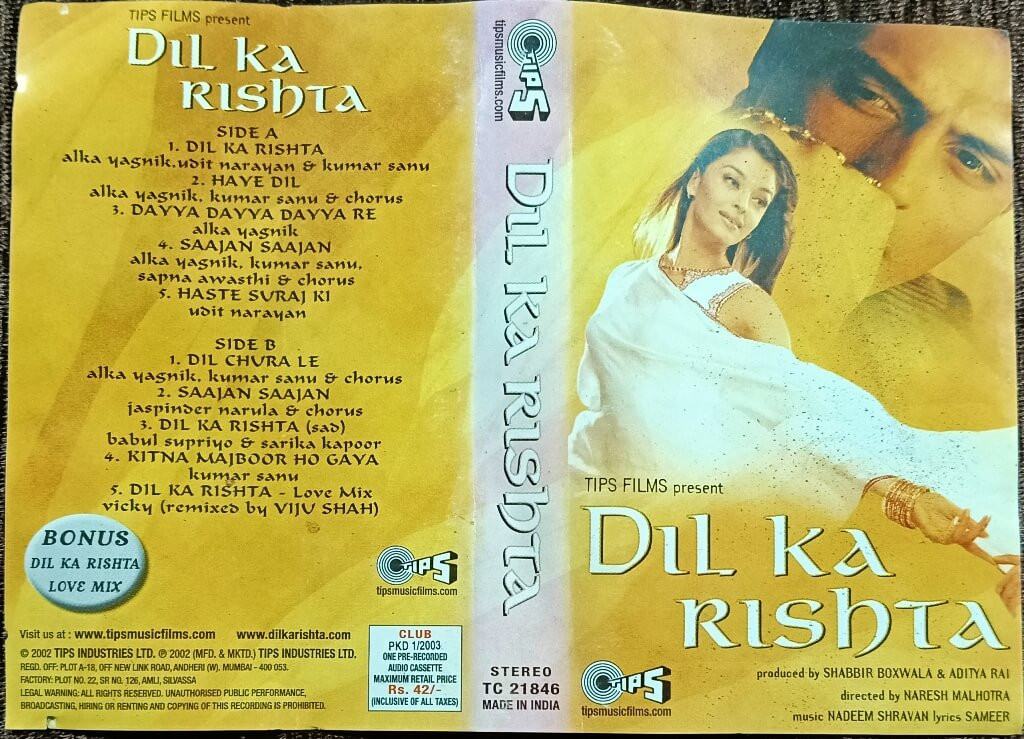 TIPS FILMS present
DIL KA
RISHTA
SIDE A
1. DIL KA RISHTA
alka yagnik.udit narayan & kumar sanu
2. HAYE DIL
alka yagnik, kumar sanu & chorus
3. DAYYA DAYYA DAYYA RE
alka yagnik
4. SAAJAN SAAJAN
alka yagnik, kumar sanu,
sapna awasthi & chorus
5. HASTE SURAJ KI
udit narayan
SIDE B
1. DIL CHURA LE
alka yagnik, kumar sanu & chorus
2. SAAJAN SAAJAN
jaspinder narula & chorus
3. DIL KA RISHTA (sad)
babul supriyo & sarika kapoor
4. KITNA MAJBOOR HO GAYA
kumar sanu
5. DIL KA RISHTA - Love Mix
vicky (remixed by VIJU SHAH)
BONUS
DIL KA RISHTA
LOVE MIX
TIPS
tipsmusicfilms.com
Visit us at : www.tipsmusicfilms.com www.dilkarishta.com
© 2002 TIPS INDUSTRIES LTD. ℗ 2002 (MFD. & MKTD.) TIPS INDUSTRIES LTD.
REGD. OFF: PLOT A-18, OFF NEW LINK ROAD, ANDHERI (W). MUMBAI - 400 053.
FACTORY: PLOT NO. 22, SR NO. 126, AMLI, SILVASSA
LEGAL WARNING: ALL RIGHTS RESERVED. UNAUTHORISED PUBLIC PERFORMANCE,
BROADCASTING, HIRING OR RENTING AND COPYING OF THIS RECORDING IS PROHIBITED.
CLUB
PKD 1/2003
ONE PRE-RECORDED
AUDIO CASSETTE
MAXIMUM RETAIL PRICE
Rs. 42/-
(INCLUSIVE OF ALL TAXES)
TIPS
tipsmusicfilms.com
DIL KA RISHTA
STEREO
TC 21846
MADE IN INDIA
TIPS FILMS present
DIL KA
RISHTA
TIPS
tipsmusicfilms.com
produced by SHABBIR BOXWALA & ADITYA RAI
directed by NARESH MALHOTRA
music NADEEM SHRAVAN lyrics SAMEER